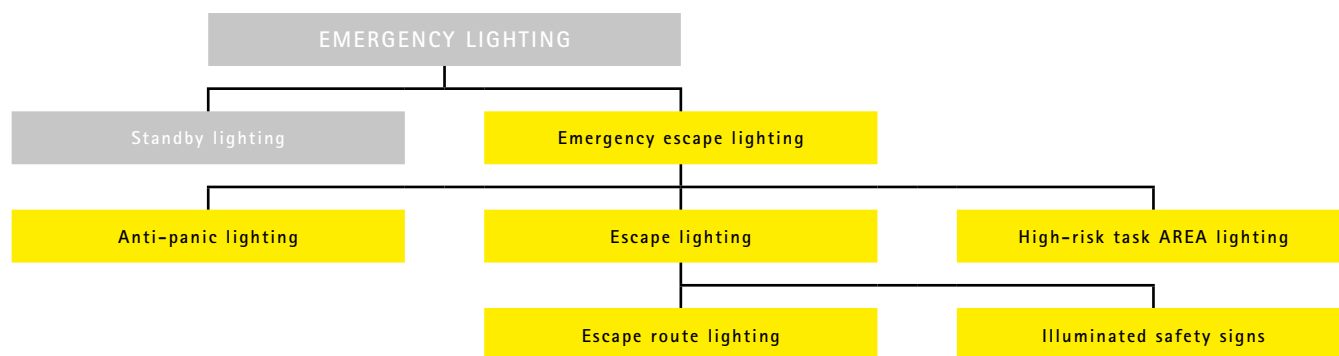 EMERGENCY LIGHTING
Standby lighting
Emergency escape lighting
Anti-panic lighting
Escape lighting
High-risk task AREA lighting
Escape route lighting
Illuminated safety signs